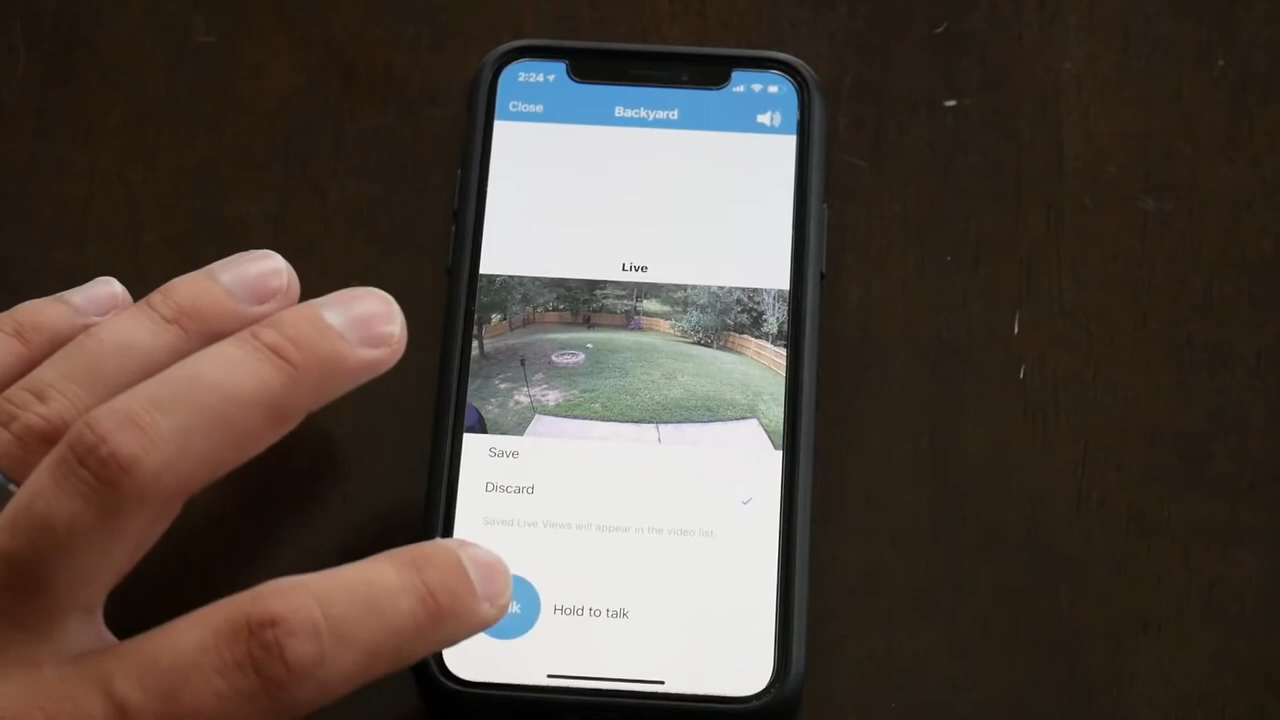 2:24
Close
Backyard
Live
Save
Discard
Saved Live Views will appear in the video list.
lk
Hold to talk